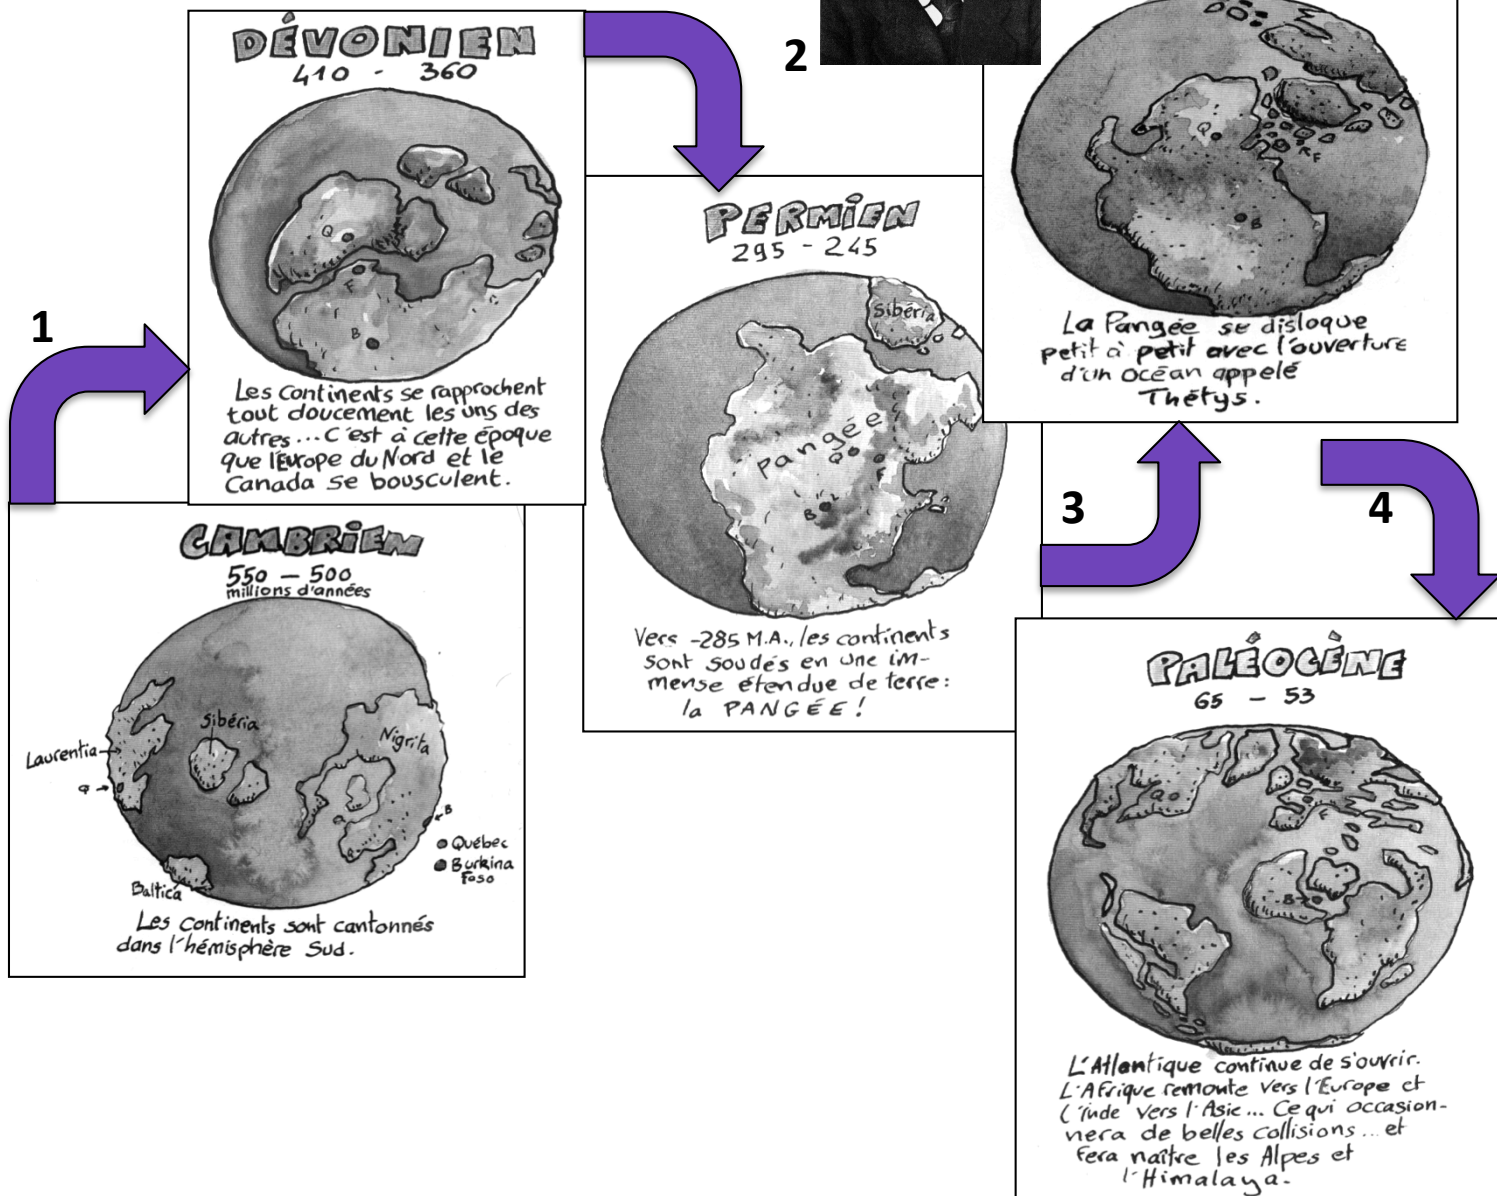 DÉVONIEN
410 - 360
Q
F
B
Les continents se rapprochent
tout doucement les uns des
autres... C'est à cette époque
que l'Europe du Nord et le
Canada se bousculent.
1
CAMBRIEN
550 – 500
millions d'années
Laurentia
Sibéria
Nigrita
Q
B
Québec
Burkina
Faso
Baltica
Les continents sont cantonnés
dans l'hémisphère Sud.
2
PERMIEN
295 - 245
Sibéria
Pangée
Q
F
B
Vers -285 M.A., les continents
sont soudés en une im-
mense étendue de terre:
la PANGÉE!
Q
F
B
La Pangée se disloque
petit à petit avec l'ouverture
d'un océan appelé
Thétys.
3
4
PALÉOCÈNE
65 – 53
Q
F
B
L'Atlantique continue de s'ouvrir.
L'Afrique remonte vers l'Europe et
l'Inde vers l'Asie... Ce qui occasion-
nera de belles collisions... et
fera naître les Alpes et
l'Himalaya.